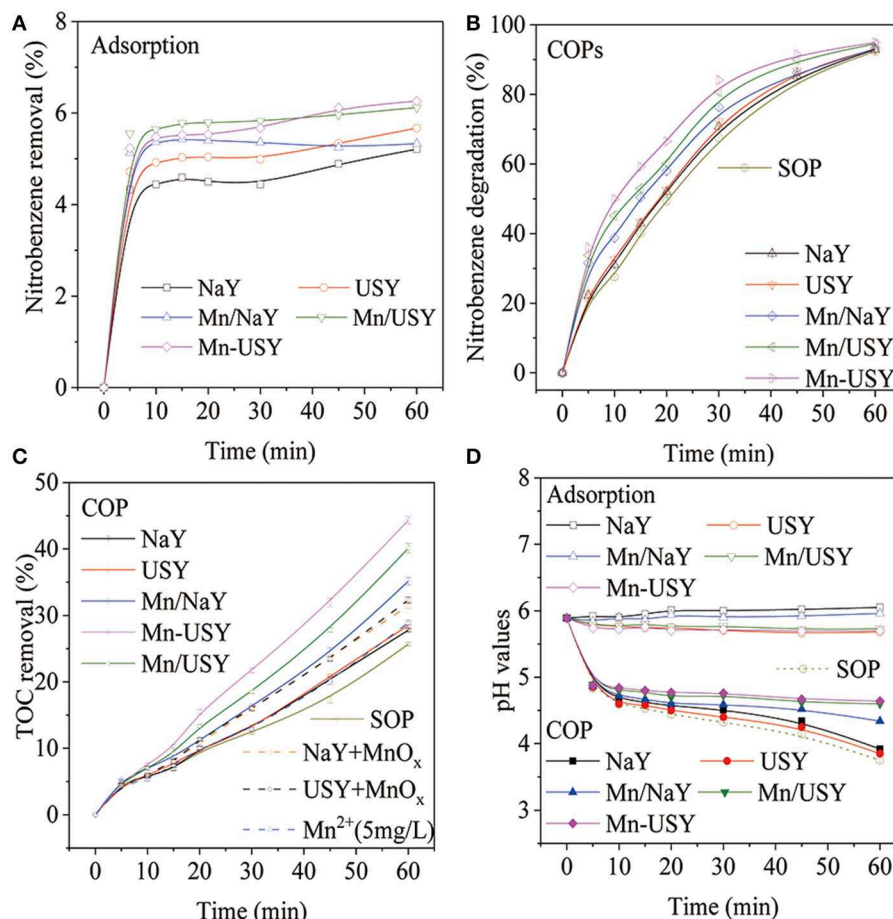 A
Adsorption
Nitrobenzene removal (%)
8
6
4
2
0
NaY
USY
Mn/NaY
Mn/USY
Mn-USY
0 10 20 30 40 50 60
Time (min)
B
COPs
Nitrobenzene degradation (%)
100
80
60
40
20
0
SOP
NaY
USY
Mn/NaY
Mn/USY
Mn-USY
0 10 20 30 40 50 60
Time (min)
C
COP
TOC removal (%)
50
40
30
20
10
0
NaY
USY
Mn/NaY
Mn-USY
Mn/USY
SOP
NaY+MnOₓ
USY+MnOₓ
Mn²⁺(5mg/L)
0 10 20 30 40 50 60
Time (min)
D
Adsorption
pH values
8
7
6
5
4
3
NaY
USY
Mn/NaY
Mn/USY
Mn-USY
SOP
COP
NaY
USY
Mn/NaY
Mn/USY
Mn-USY
0 10 20 30 40 50 60
Time (min)